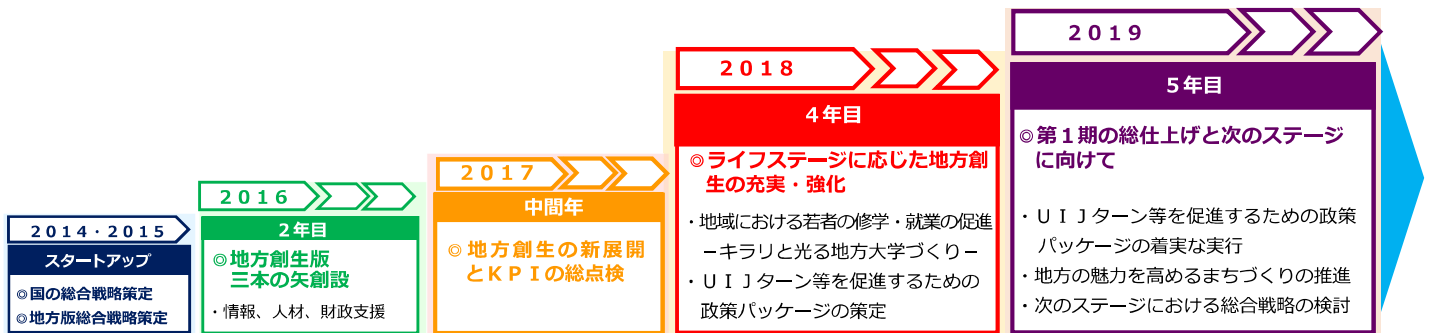 ２０１４・２０１５
スタートアップ
◎国の総合戦略策定
◎地方版総合戦略策定
２０１６
２年目
◎地方創生版
三本の矢創設
・情報、人材、財政支援
２０１７
中間年
◎地方創生の新展開
とＫＰＩの総点検
２０１８
４年目
◎ライフステージに応じた地方創
生の充実・強化
・地域における若者の修学・就業の促進
－キラリと光る地方大学づくり－
・ＵＩＪターン等を促進するための
政策パッケージの策定
２０１９
５年目
◎第１期の総仕上げと次のステージ
に向けて
・ＵＩＪターン等を促進するための政策
パッケージの着実な実行
・地方の魅力を高めるまちづくりの推進
・次のステージにおける総合戦略の検討